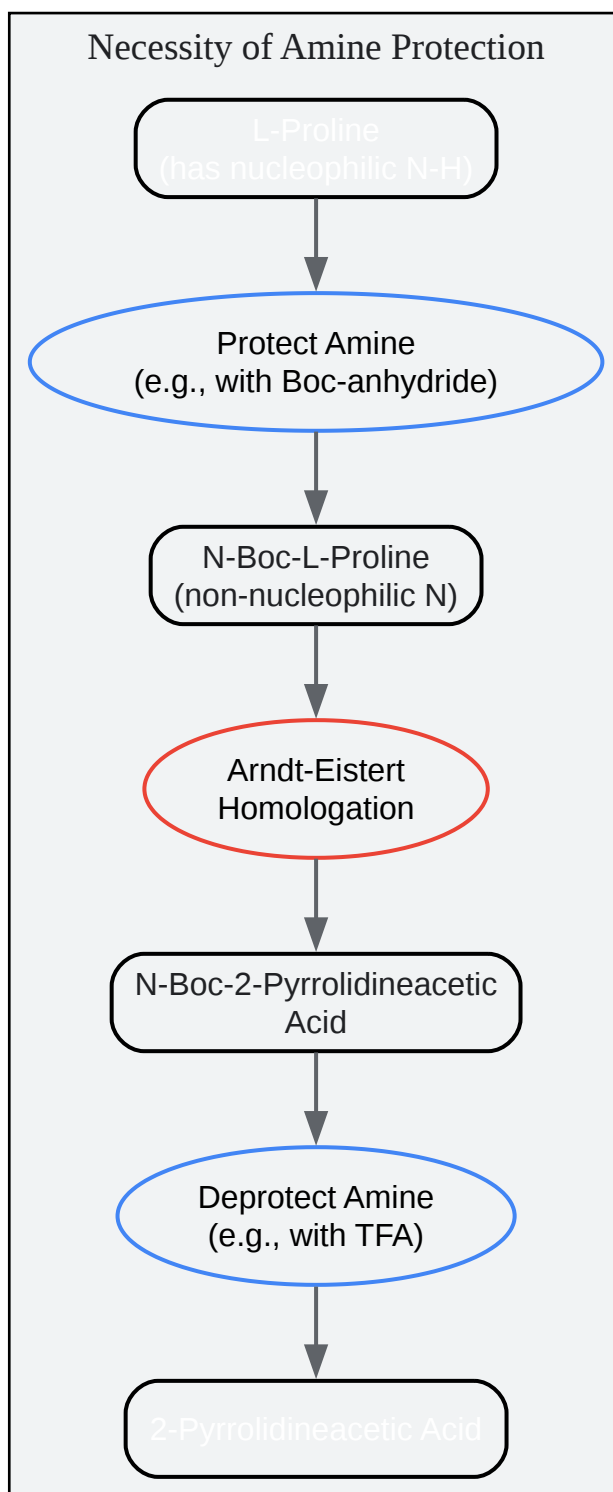 Necessity of Amine Protection
L-Proline
(has nucleophilic N-H)
Protect Amine
(e.g., with Boc-anhydride)
N-Boc-L-Proline
(non-nucleophilic N)
Arndt-Eistert
Homologation
N-Boc-2-Pyrrolidineacetic
Acid
Deprotect Amine
(e.g., with TFA)
2-Pyrrolidineacetic Acid